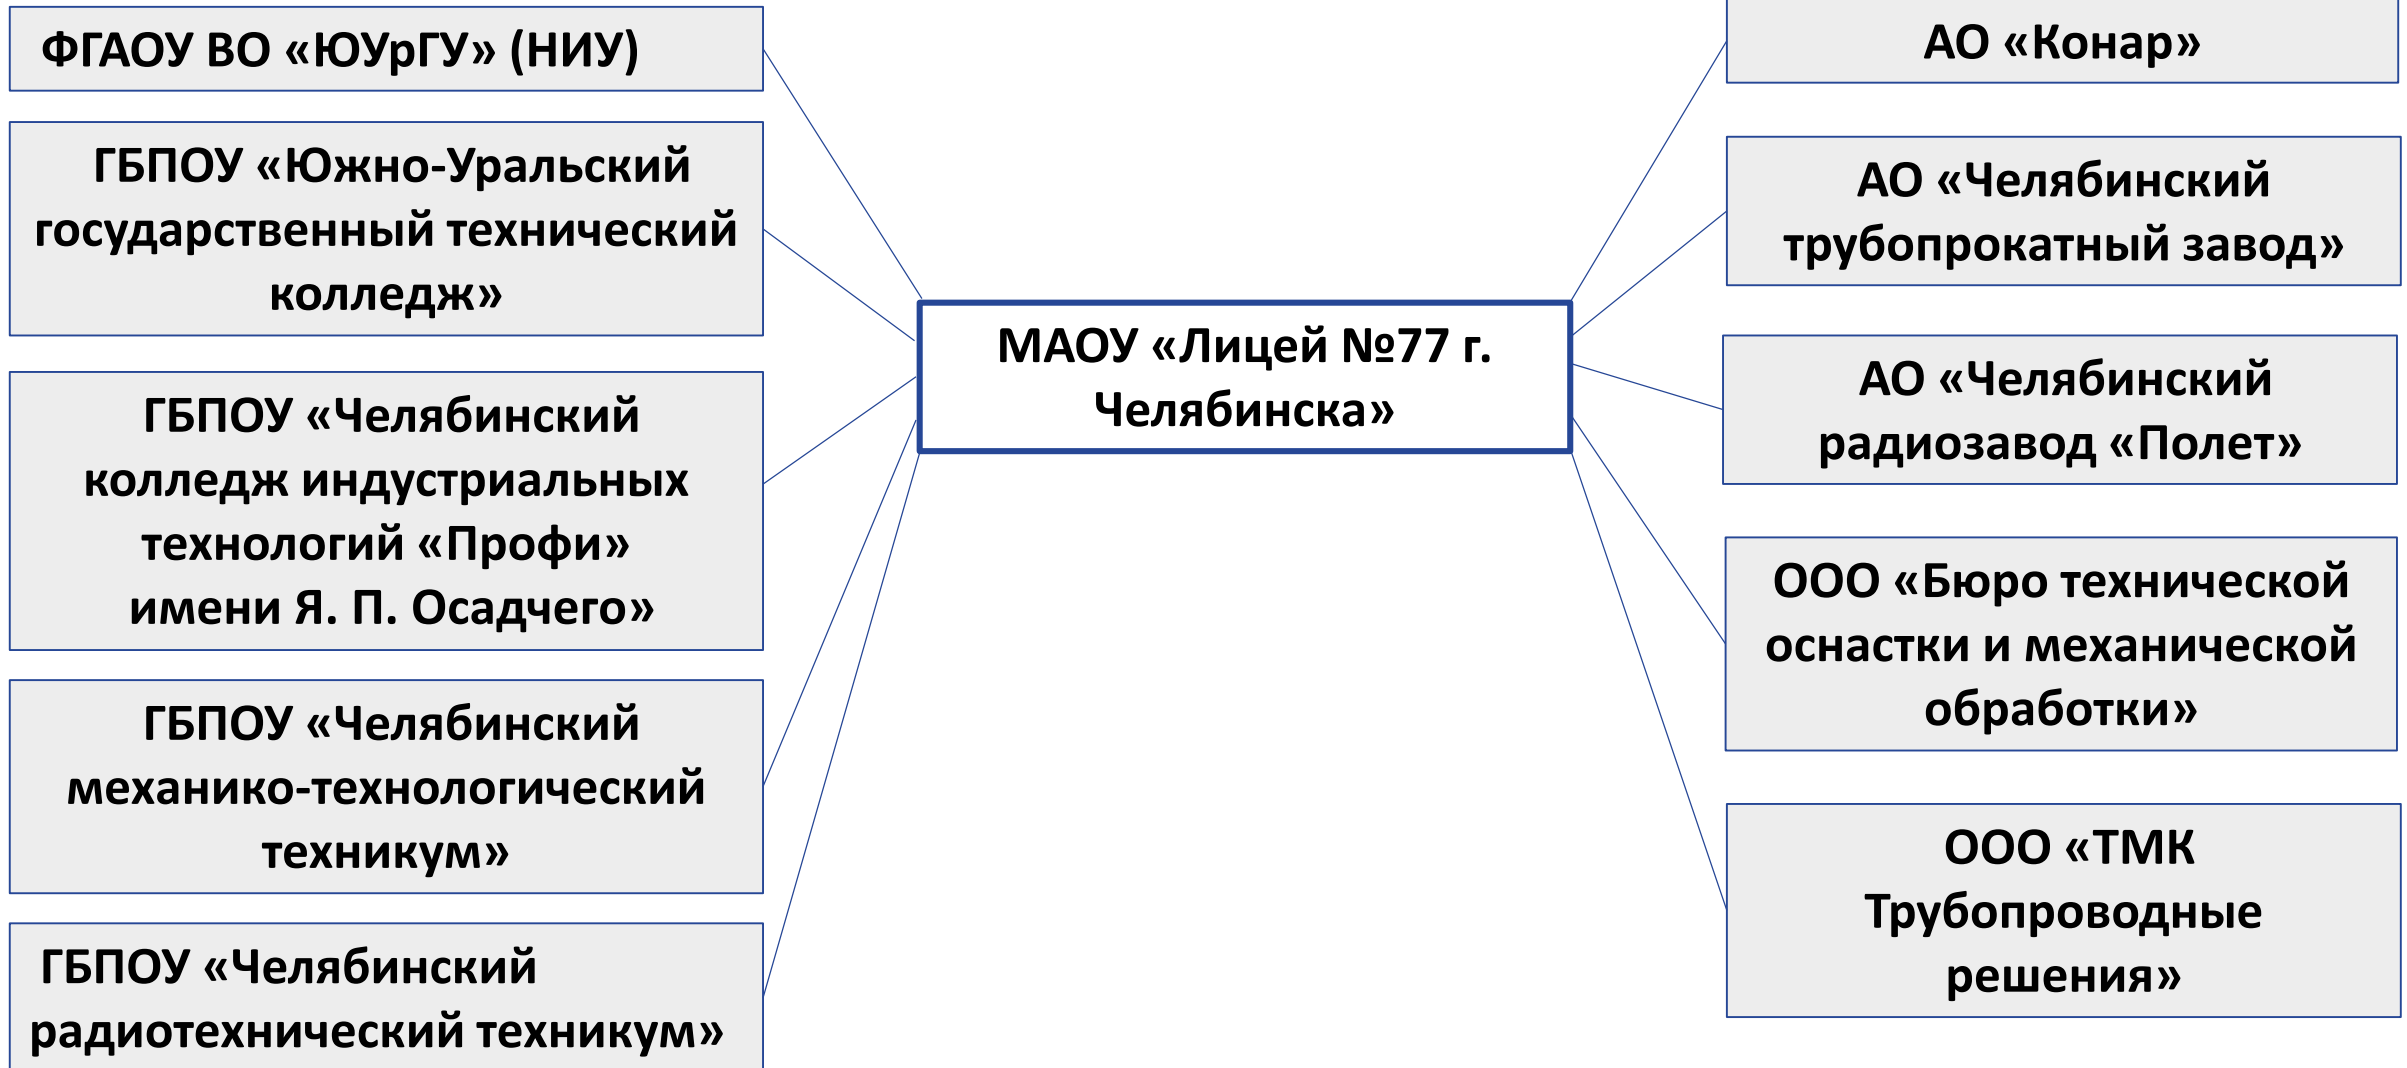 ФГАОУ ВО «ЮУрГУ» (НИУ)
ГБПОУ «Южно-Уральский
государственный технический
колледж»
ГБПОУ «Челябинский
колледж индустриальных
технологий «Профи»
имени Я. П. Осадчего»
ГБПОУ «Челябинский
механико-технологический
техникум»
ГБПОУ «Челябинский
радиотехнический техникум»
МАОУ «Лицей №77 г.
Челябинска»
АО «Конар»
АО «Челябинский
трубопрокатный завод»
АО «Челябинский
радиозавод «Полет»
ООО «Бюро технической
оснастки и механической
обработки»
ООО «ТМК
Трубопроводные
решения»